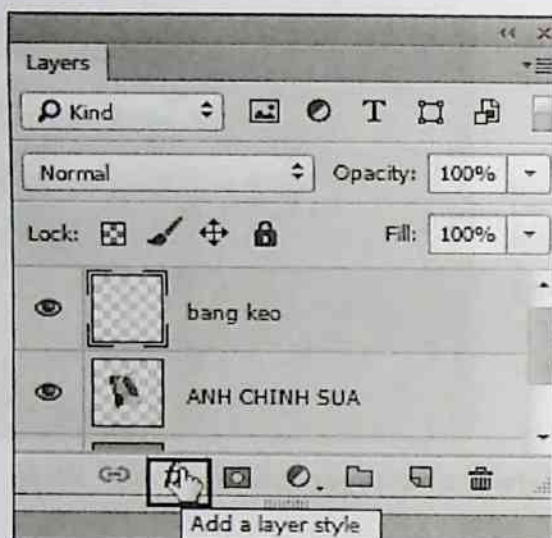 Layers
Kind
Normal Opacity: 100%
Lock: Fill: 100%
bang keo
ANH CHINH SUA
Add a layer style